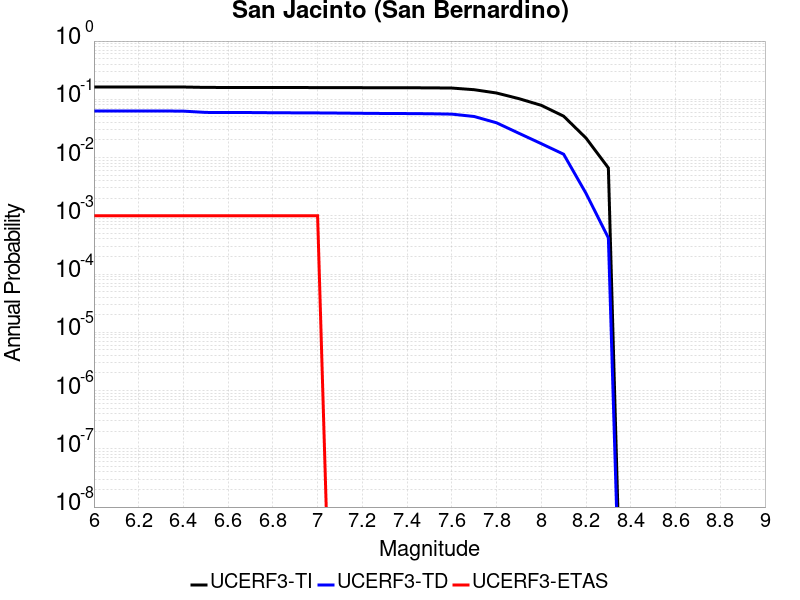 San Jacinto (San Bernardino)
10^0
10^-1
10^-2
10^-3
10^-4
10^-5
10^-6
10^-7
10^-8
Annual Probability
6 6.2 6.4 6.6 6.8 7 7.2 7.4 7.6 7.8 8 8.2 8.4 8.6 8.8 9
Magnitude
UCERF3-TI UCERF3-TD UCERF3-ETAS